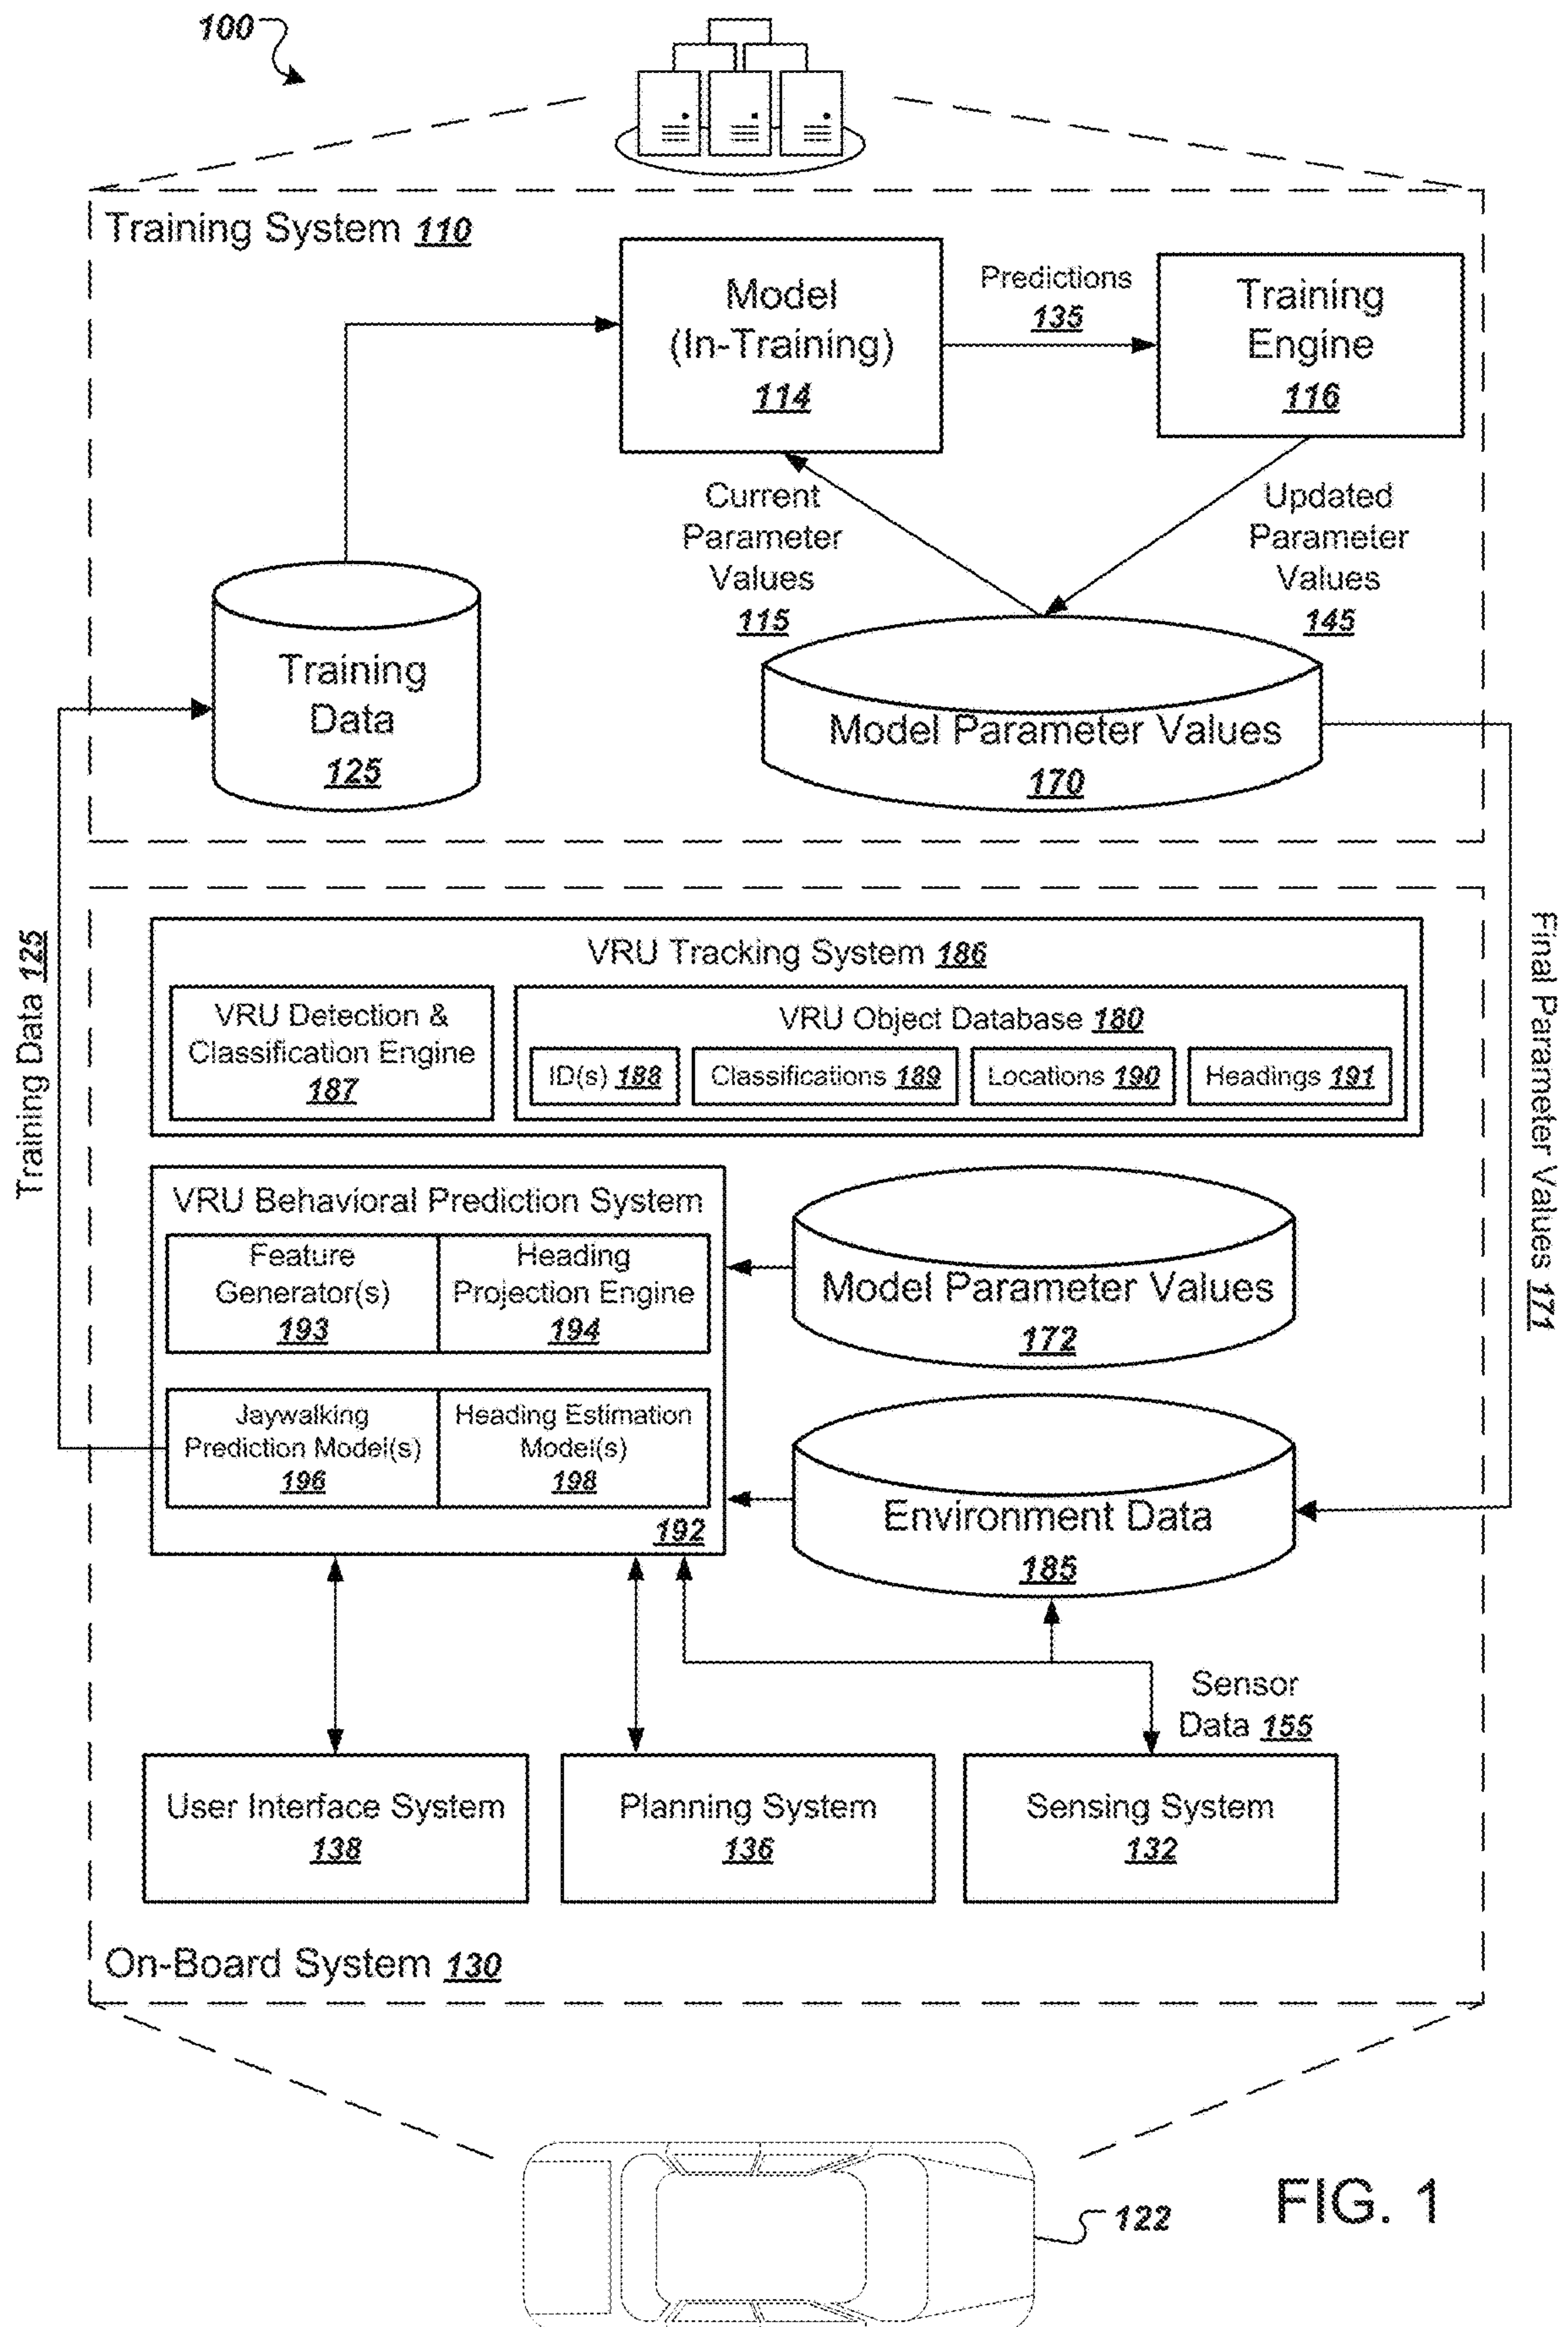 100
Training System 110
Model
(In-Training)
114
Predictions
135
Training
Engine
116
Current
Parameter
Values
115
Updated
Parameter
Values
145
Training
Data
125
Model Parameter Values
170
Training Data 125
Final Parameter Values 171
VRU Tracking System 186
VRU Detection &
Classification Engine
187
VRU Object Database 180
ID(s) 188
Classifications 189
Locations 190
Headings 191
VRU Behavioral Prediction System
Feature
Generator(s)
193
Heading
Projection Engine
194
Jaywalking
Prediction Model(s)
196
Heading Estimation
Model(s)
198
192
Model Parameter Values
172
Environment Data
185
Sensor
Data 155
User Interface System
138
Planning System
136
Sensing System
132
On-Board System 130
122
FIG. 1